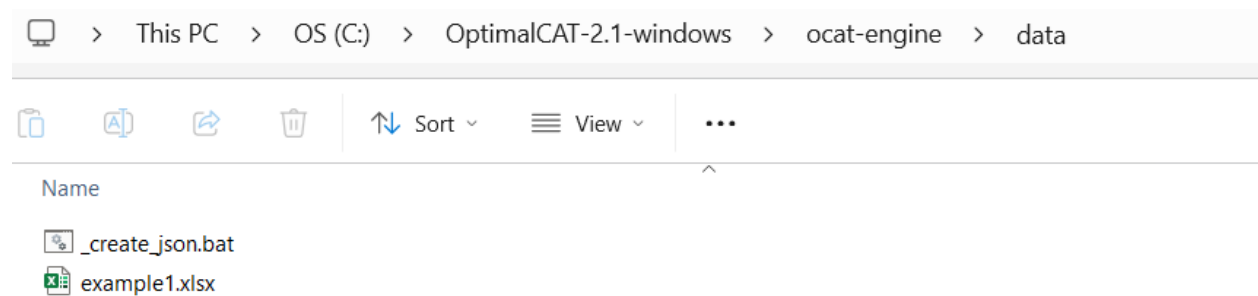 This PC > OS (C:) > OptimalCAT-2.1-windows > ocat-engine > data
Sort View
Name
_create_json.bat
example1.xlsx